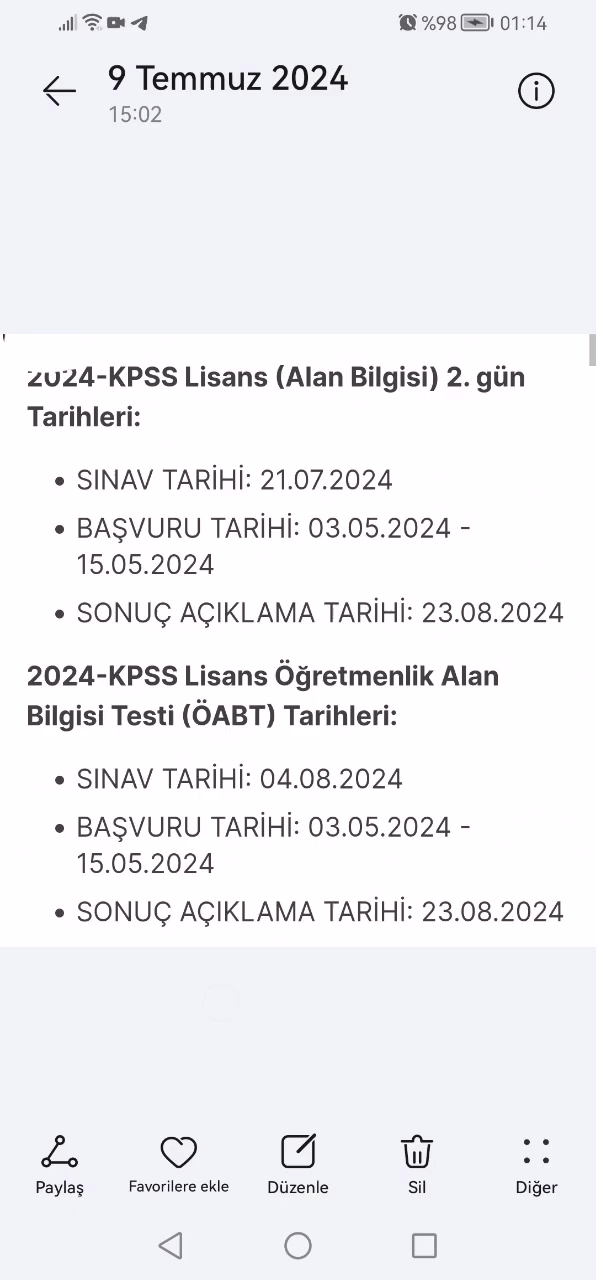 %98 01:14
9 Temmuz 2024
15:02
2024-KPSS Lisans (Alan Bilgisi) 2. gün
Tarihleri:
• SINAV TARİHİ: 21.07.2024
• BAŞVURU TARİHİ: 03.05.2024 -
15.05.2024
• SONUÇ AÇIKLAMA TARİHİ: 23.08.2024
2024-KPSS Lisans Öğretmenlik Alan
Bilgisi Testi (ÖABT) Tarihleri:
• SINAV TARİHİ: 04.08.2024
• BAŞVURU TARİHİ: 03.05.2024 -
15.05.2024
• SONUÇ AÇIKLAMA TARİHİ: 23.08.2024
Paylaş Favorilere ekle Düzenle Sil Diğer